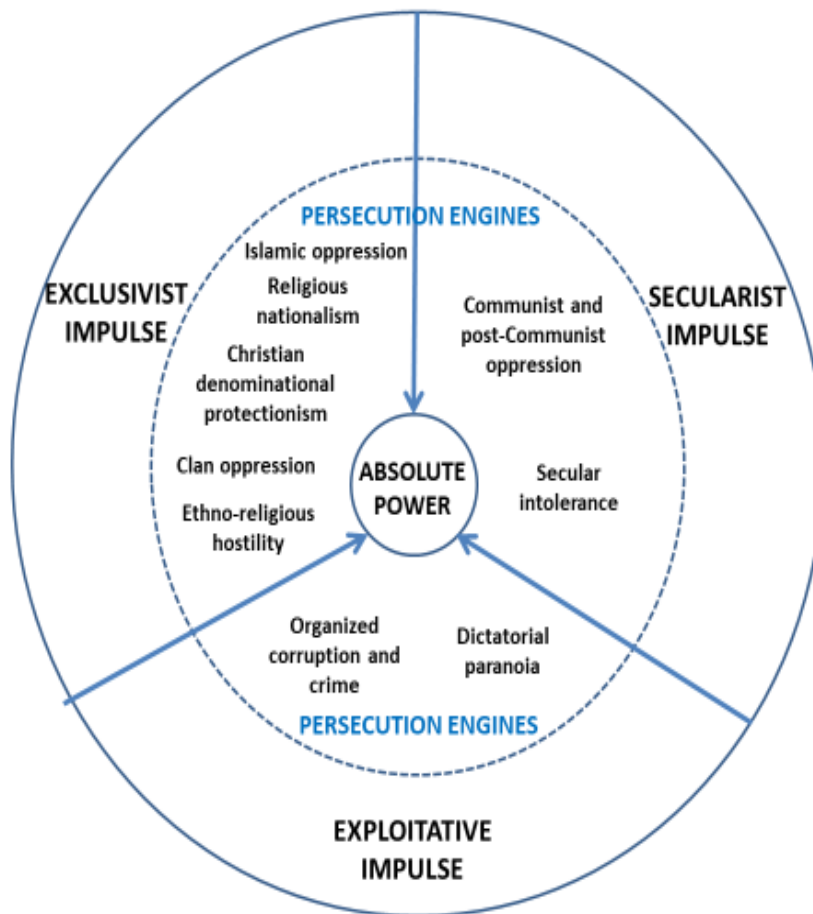 PERSECUTION ENGINES
Islamic oppression
Religious
nationalism
Christian
denominational
protectionism
Clan oppression
Ethno-religious
hostility
EXCLUSIVIST
IMPULSE
Communist and
post-Communist
oppression
Secular
intolerance
SECULARIST
IMPULSE
ABSOLUTE
POWER
Organized
corruption and
crime
Dictatorial
paranoia
PERSECUTION ENGINES
EXPLOITATIVE
IMPULSE